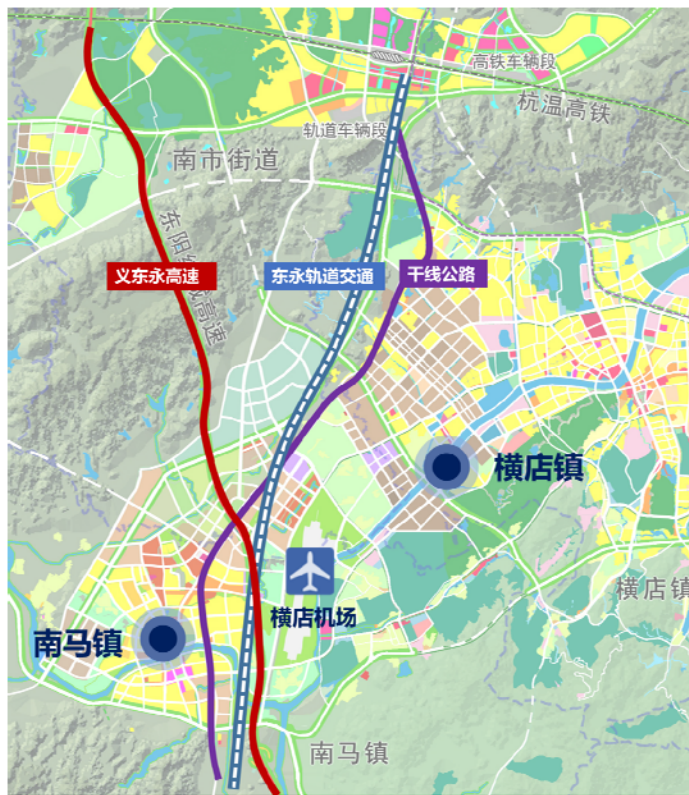 高铁车辆段
杭温高铁
轨道车辆段
南市街道
东阳
高速
义东永高速
东永轨道交通
干线公路
横店镇
横店镇
横店机场
南马镇
南马镇